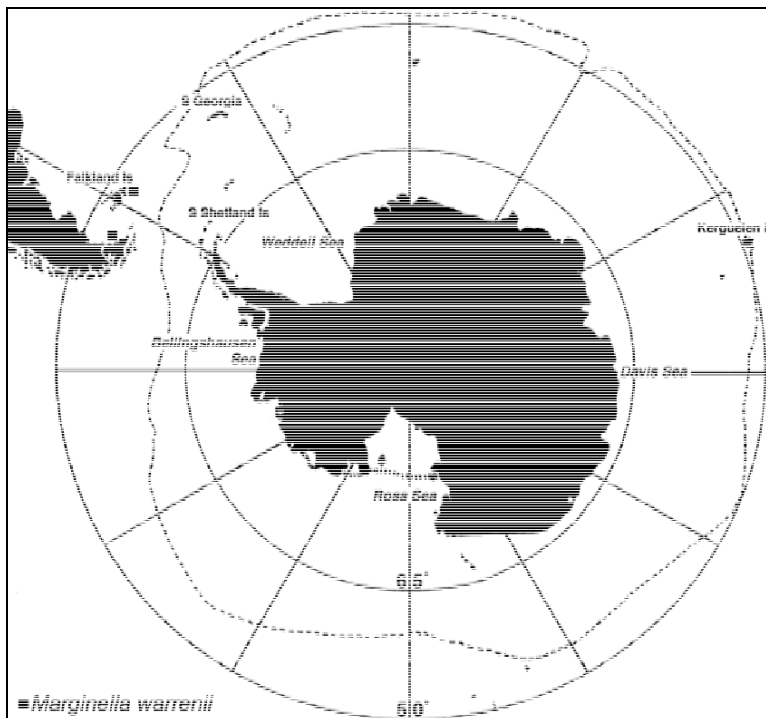 S Georgia
Falkland Is
S Shetland Is
Weddell Sea
Kerguelen I
Bellingshausen
Sea
Davis Sea
Ross Sea
65°
50°
Marginella warrenii